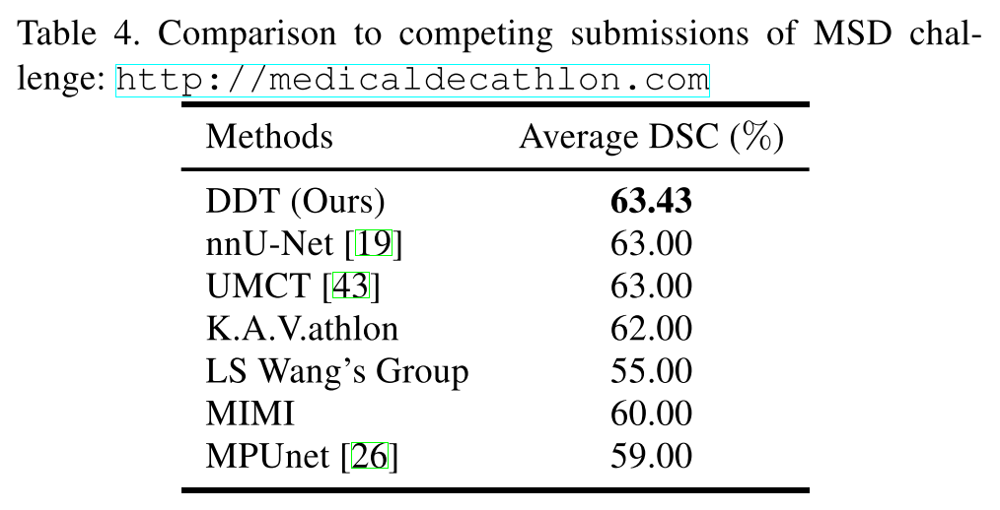 Table 4. Comparison to competing submissions of MSD chal-
lenge: http://medicaldecathlon.com
Methods Average DSC (%)
DDT (Ours) 63.43
nnU-Net [19] 63.00
UMCT [43] 63.00
K.A.V.athlon 62.00
LS Wang's Group 55.00
MIMI 60.00
MPUnet [26] 59.00